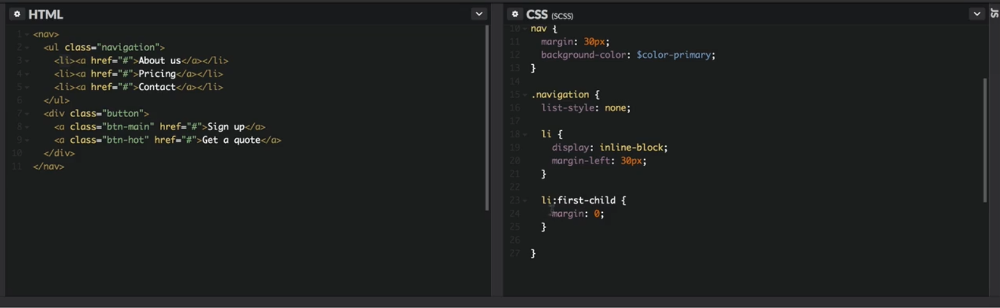 HTML
1 <nav>
2 <ul class="navigation">
3 <li><a href="#">About us</a></li>
4 <li><a href="#">Pricing</a></li>
5 <li><a href="#">Contact</a></li>
6 </ul>
7 <div class="button">
8 <a class="btn-main" href="#">Sign up</a>
9 <a class="btn-hot" href="#">Get a quote</a>
10 </div>
11 </nav>
CSS (SCSS)
10 nav {
11 margin: 30px;
12 background-color: $color-primary;
13 }
14
15 .navigation {
16 list-style: none;
17
18 li {
19 display: inline-block;
20 margin-left: 30px;
21 }
22
23 li:first-child {
24 margin: 0;
25 }
26
27 }
JS